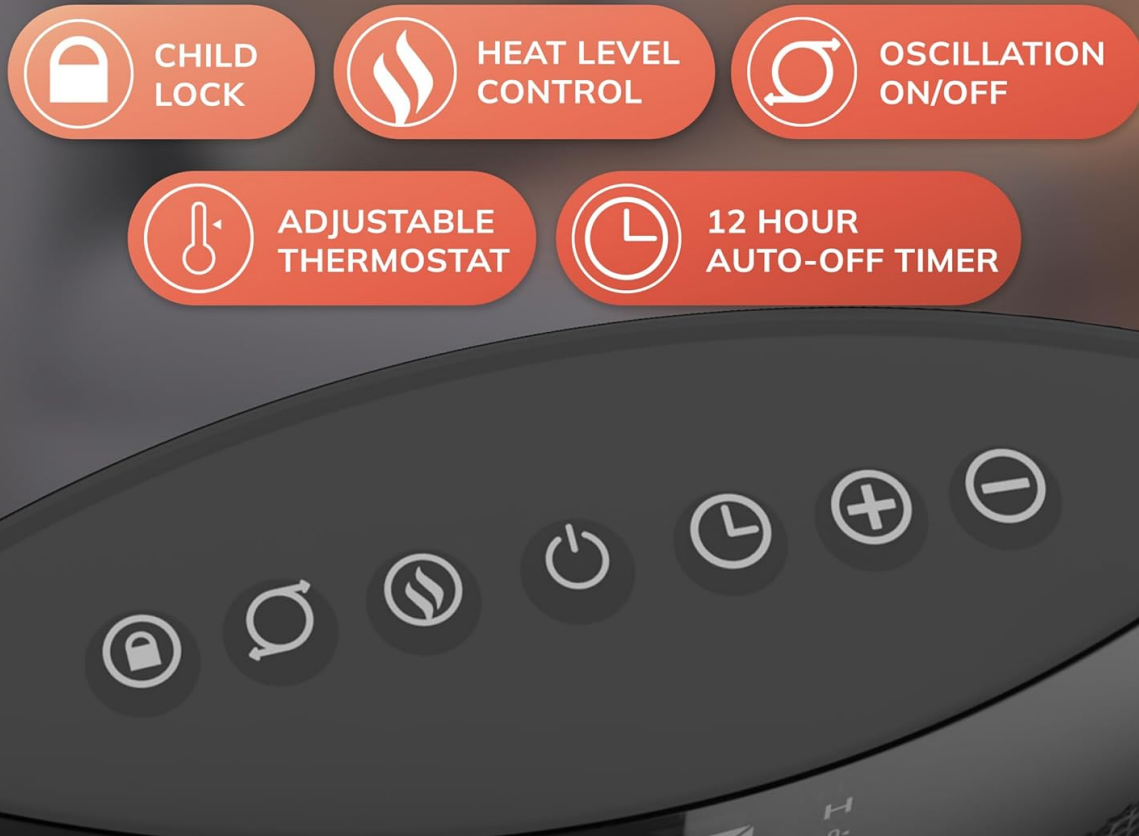 CHILD
LOCK
HEAT LEVEL
CONTROL
OSCILLATION
ON/OFF
ADJUSTABLE
THERMOSTAT
12 HOUR
AUTO-OFF TIMER
H